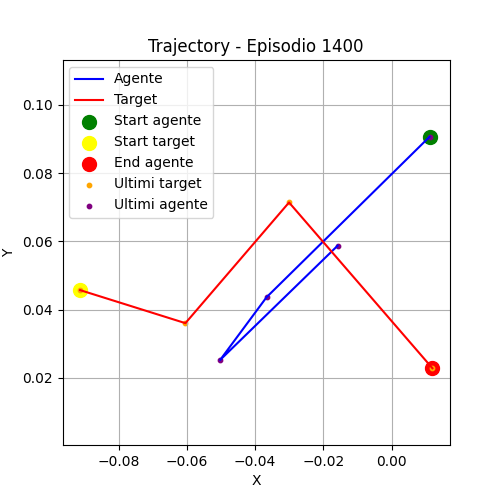 Trajectory - Episodio 1400
Agente
Target
Start agente
Start target
End agente
Ultimi target
Ultimi agente
0.10
0.08
0.06
0.04
0.02
Y
−0.08
−0.06
−0.04
−0.02
0.00
X